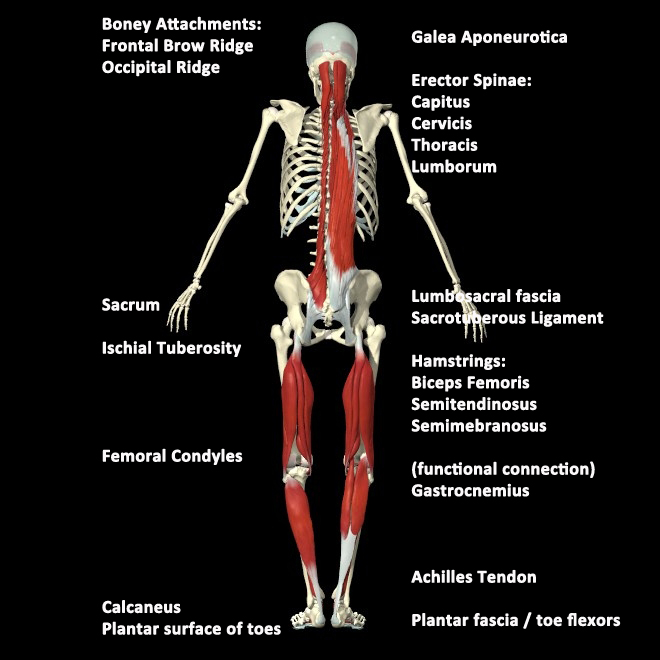 Boney Attachments:
Frontal Brow Ridge
Occipital Ridge
Sacrum
Ischial Tuberosity
Femoral Condyles
Calcaneus
Plantar surface of toes
Galea Aponeurotica
Erector Spinae:
Capitus
Cervicis
Thoracis
Lumborum
Lumbosacral fascia
Sacrotuberous Ligament
Hamstrings:
Biceps Femoris
Semitendinosus
Semimebranosus
(functional connection)
Gastrocnemius
Achilles Tendon
Plantar fascia / toe flexors